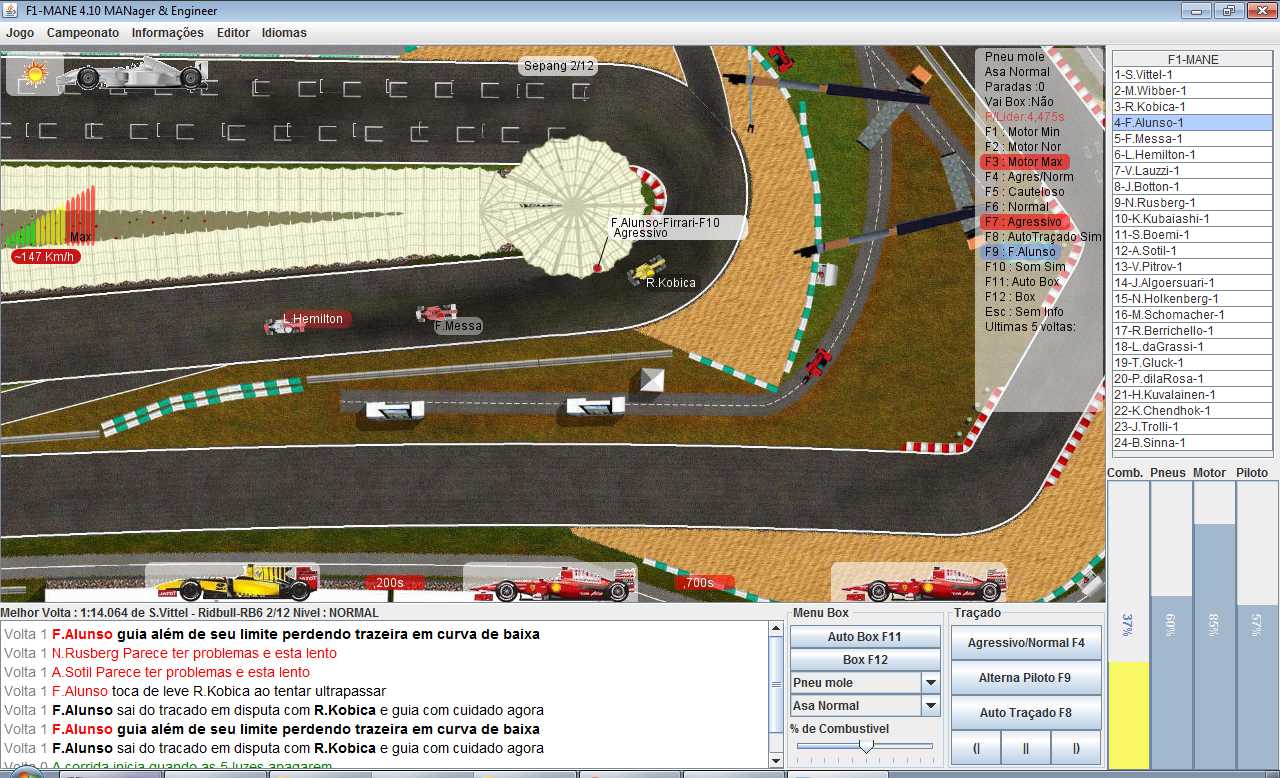 F1-MANE 4.10 MANager & Engineer
Jogo Campeonato Informações Editor Idiomas
Sepang 2/12
Max
~147 Km/h
F.Alunso-Firrari-F10
Agressivo
R.Kobica
L.Hemilton
F.Messa
Pneu mole
Asa Normal
Paradas :0
Vai Box :Não
P/Lider:4,475s
F1 : Motor Min
F2 : Motor Nor
F3 : Motor Max
F4 : Agres/Norm
F5 : Cauteloso
F6 : Normal
F7 : Agressivo
F8 : AutoTraçado Sim
F9 : F.Alunso
F10 : Som Sim
F11 : Auto Box
F12 : Box
Esc : Sem Info
Ultimas 5 voltas:
F1-MANE
1-S.Vittel-1
2-M.Wibber-1
3-R.Kobica-1
4-F.Alunso-1
5-F.Messa-1
6-L.Hemilton-1
7-V.Lauzzi-1
8-J.Botton-1
9-N.Rusberg-1
10-K.Kubaiashi-1
11-S.Boemi-1
12-A.Sotil-1
13-V.Pitrov-1
14-J.Algoersuari-1
15-N.Holkenberg-1
16-M.Schomacher-1
17-R.Berrichello-1
18-L.daGrassi-1
19-T.Gluck-1
20-P.dilaRosa-1
21-H.Kuvalainen-1
22-K.Chendhok-1
23-J.Trolli-1
24-B.Sinna-1
Comb. Pneus Motor Piloto
37% 60% 85% 57%
,200s
,700s
Melhor Volta : 1:14.064 de S.Vittel - Ridbull-RB6 2/12 Nivel : NORMAL
Volta 1 F.Alunso guia além de seu limite perdendo trazeira em curva de baixa
Volta 1 N.Rusberg Parece ter problemas e esta lento
Volta 1 A.Sotil Parece ter problemas e esta lento
Volta 1 F.Alunso toca de leve R.Kobica ao tentar ultrapassar
Volta 1 F.Alunso sai do tracado em disputa com R.Kobica e guia com cuidado agora
Volta 1 F.Alunso guia além de seu limite perdendo trazeira em curva de baixa
Volta 1 F.Alunso sai do tracado em disputa com R.Kobica e guia com cuidado agora
Volta 0 A corrida inicia quando as 5 luzes apagarem
Menu Box
Auto Box F11
Box F12
Pneu mole
Asa Normal
% de Combustivel
Traçado
Agressivo/Normal F4
Alterna Piloto F9
Auto Traçado F8
(| || |)